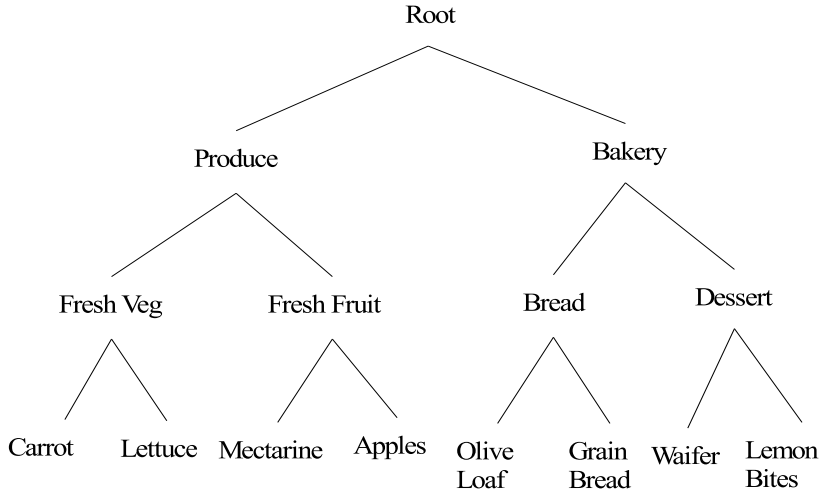 Root
Produce
Bakery
Fresh Veg
Fresh Fruit
Bread
Dessert
Carrot
Lettuce
Mectarine
Apples
Olive
Loaf
Grain
Bread
Waifer
Lemon
Bites